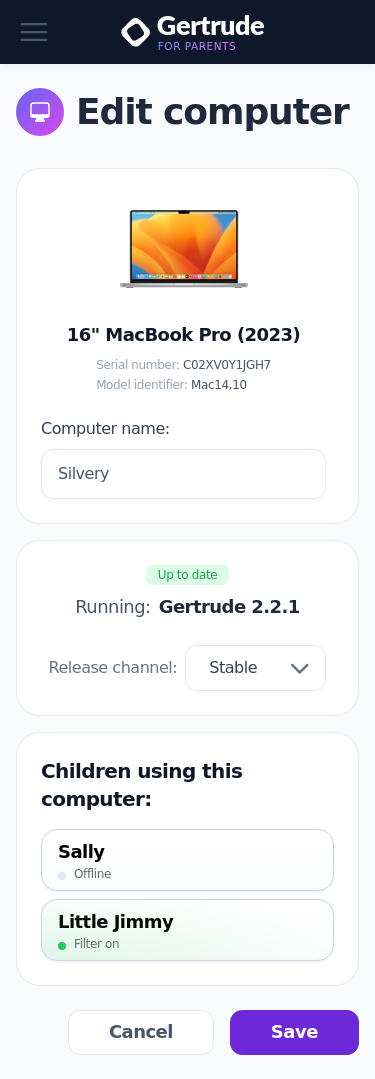 Gertrude
FOR PARENTS
Edit computer
16" MacBook Pro (2023)
Serial number: C02XV0Y1JGH7
Model identifier: Mac14,10
Computer name:
Silvery
Up to date
Running: Gertrude 2.2.1
Release channel: Stable
Children using this
computer:
Sally
Offline
Little Jimmy
Filter on
Cancel Save